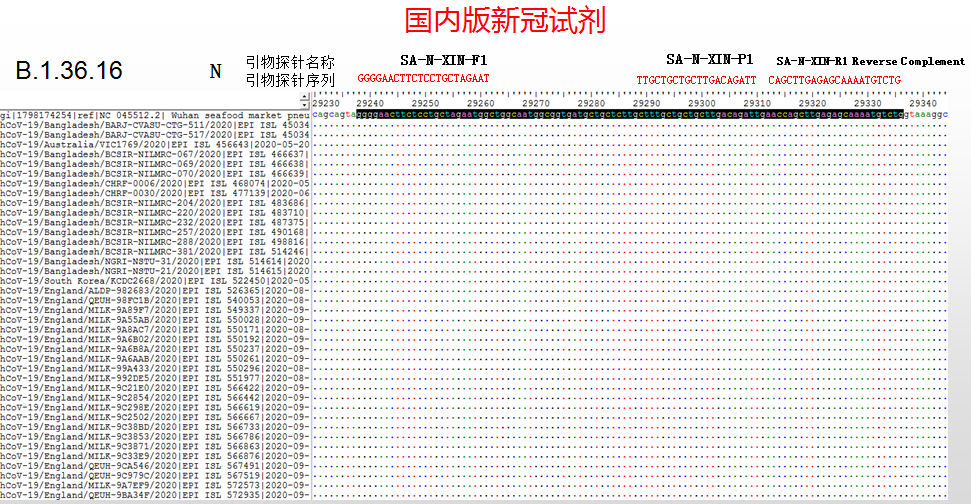 国内版新冠试剂
B.1.36.16 N 引物探针名称 SA-N-XIN-F1 SA-N-XIN-P1 SA-N-XIN-R1 Reverse Complement
引物探针序列 GGGGAACTTCTCCTGCTAGAAT TTGCTGCTGCTTGACAGATT CAGCTTGAGAGCAAAATGTCTG
29230 29240 29250 29260 29270 29280 29290 29300 29310 29320 29330 29340
gi|1798174254|ref|NC 045512.2| Wuhan seafood market pneu cagcagtaggggaacttctcctgctagaatggctggcaatggcggtgatgctgctcttgctttgctgctgcttgacagattgaaccagcttgagagcaaaatgtctggtaaaggc
hCoV-19/Bangladesh/BARJ-CVASU-CTG-511/2020|EPI ISL 45034
hCoV-19/Bangladesh/BARJ-CVASU-CTG-517/2020|EPI ISL 45034
hCoV-19/Australia/VIC1769/2020|EPI ISL 456643|2020-05-20
hCoV-19/Bangladesh/BCSIR-NILMRC-067/2020|EPI ISL 466637|
hCoV-19/Bangladesh/BCSIR-NILMRC-069/2020|EPI ISL 466638|
hCoV-19/Bangladesh/BCSIR-NILMRC-070/2020|EPI ISL 466639|
hCoV-19/Bangladesh/CHRF-0006/2020|EPI ISL 468074|2020-05
hCoV-19/Bangladesh/CHRF-0030/2020|EPI ISL 477139|2020-06
hCoV-19/Bangladesh/BCSIR-NILMRC-204/2020|EPI ISL 483686|
hCoV-19/Bangladesh/BCSIR-NILMRC-220/2020|EPI ISL 483710|
hCoV-19/Bangladesh/BCSIR-NILMRC-232/2020|EPI ISL 487375|
hCoV-19/Bangladesh/BCSIR-NILMRC-257/2020|EPI ISL 490168|
hCoV-19/Bangladesh/BCSIR-NILMRC-288/2020|EPI ISL 498816|
hCoV-19/Bangladesh/BCSIR-NILMRC-381/2020|EPI ISL 514246|
hCoV-19/Bangladesh/NGRI-NSTU-31/2020|EPI ISL 514614|2020
hCoV-19/Bangladesh/NGRI-NSTU-21/2020|EPI ISL 514615|2020
hCoV-19/South Korea/KCDC2668/2020|EPI ISL 522450|2020-05
hCoV-19/England/ALDP-982683/2020|EPI ISL 526365|2020-08-
hCoV-19/England/QEUH-98FC1B/2020|EPI ISL 540053|2020-08-
hCoV-19/England/MILK-9A89F7/2020|EPI ISL 549337|2020-09-
hCoV-19/England/MILK-9A55AB/2020|EPI ISL 550028|2020-09-
hCoV-19/England/MILK-9A8AC7/2020|EPI ISL 550171|2020-08-
hCoV-19/England/MILK-9A6B02/2020|EPI ISL 550192|2020-09-
hCoV-19/England/MILK-9A6B8A/2020|EPI ISL 550237|2020-09-
hCoV-19/England/MILK-9A6AAB/2020|EPI ISL 550261|2020-09-
hCoV-19/England/MILK-99A433/2020|EPI ISL 550296|2020-08-
hCoV-19/England/MILK-992DE5/2020|EPI ISL 551977|2020-08-
hCoV-19/England/MILK-9C21E0/2020|EPI ISL 566422|2020-09-
hCoV-19/England/MILK-9C2854/2020|EPI ISL 566442|2020-09-
hCoV-19/England/MILK-9C298E/2020|EPI ISL 566619|2020-09-
hCoV-19/England/MILK-9C2502/2020|EPI ISL 566667|2020-09-
hCoV-19/England/MILK-9C38BD/2020|EPI ISL 566733|2020-09-
hCoV-19/England/MILK-9C3853/2020|EPI ISL 566786|2020-09-
hCoV-19/England/MILK-9C3871/2020|EPI ISL 566863|2020-09-
hCoV-19/England/MILK-9C33E9/2020|EPI ISL 566876|2020-09-
hCoV-19/England/QEUH-9CA546/2020|EPI ISL 567491|2020-09-
hCoV-19/England/QEUH-9C979C/2020|EPI ISL 567519|2020-09-
hCoV-19/England/MILK-9A7EF9/2020|EPI ISL 572573|2020-09-
hCoV-19/England/QEUH-9BA34F/2020|EPI ISL 572935|2020-09-